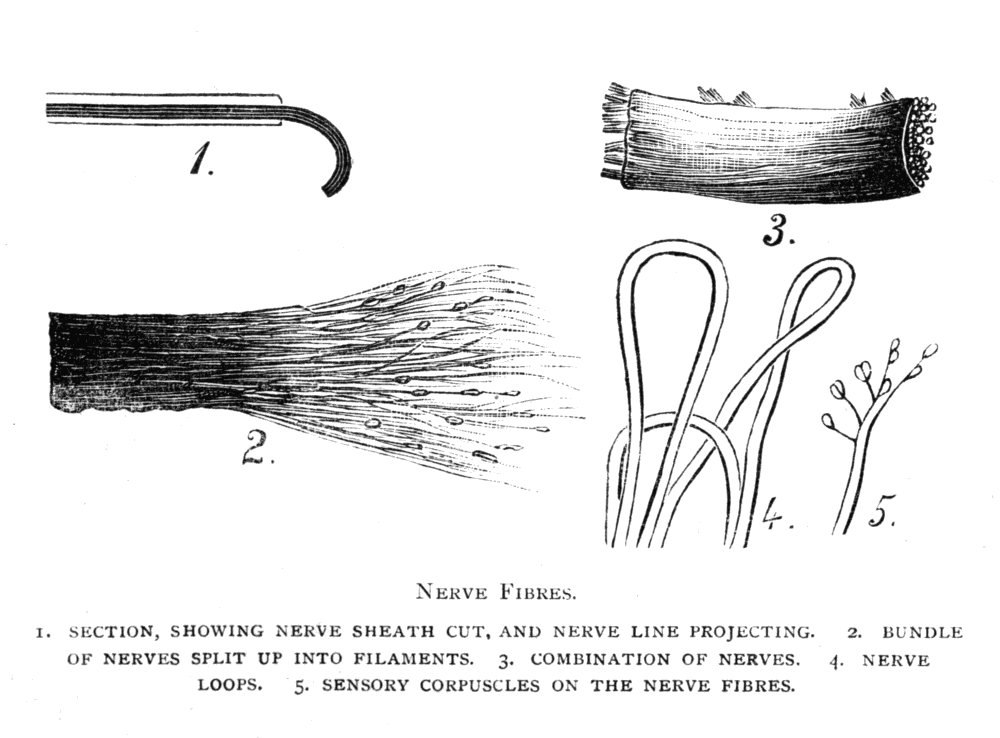 1.
3.
2.
4.
5.
Nerve Fibres.
1. SECTION, SHOWING NERVE SHEATH CUT, AND NERVE LINE PROJECTING. 2. BUNDLE
OF NERVES SPLIT UP INTO FILAMENTS. 3. COMBINATION OF NERVES. 4. NERVE
LOOPS. 5. SENSORY CORPUSCLES ON THE NERVE FIBRES.